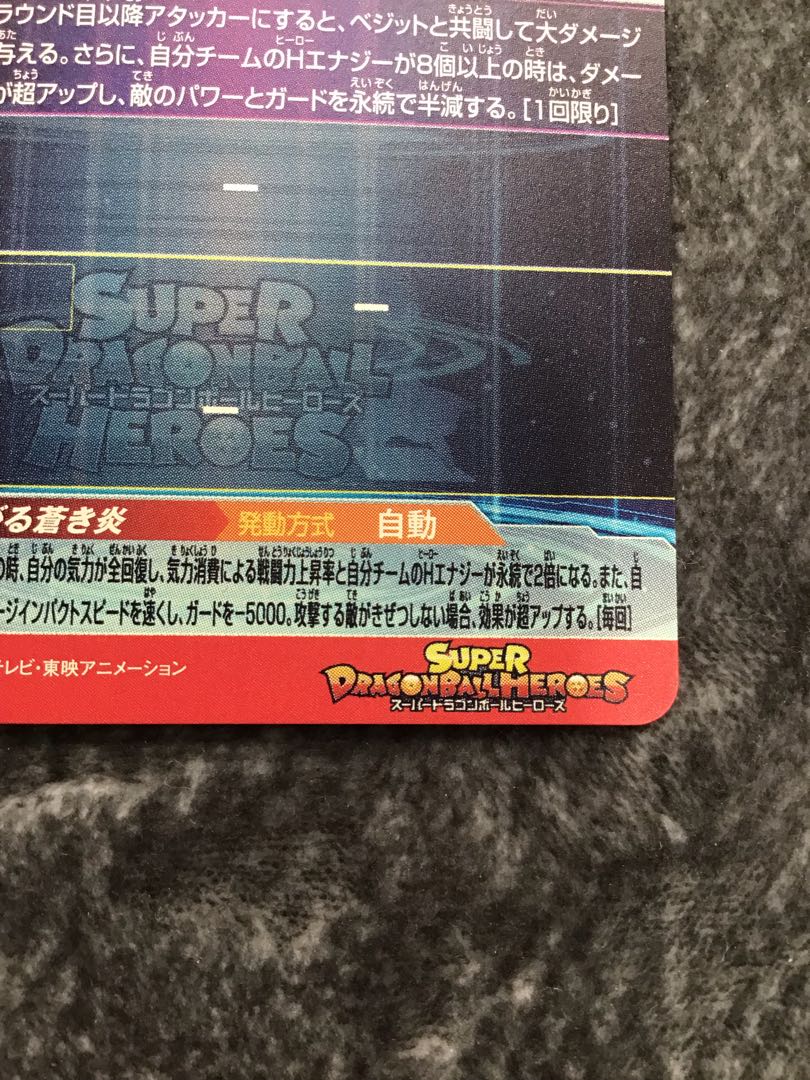 ラウンド目以降アタッカーにすると、ベジットと共闘して大ダメージ
与える。さらに、自分チームのHエナジーが8個以上の時は、ダメー
が超アップし、敵のパワーとガードを永続で半減する。[1回限り]
SUPER
DRAGONBALL
スーパードラゴンボールヒーローズ
HEROES
る蒼き炎 発動方式 自動
の時、自分の気力が全回復し、気力消費による戦闘力上昇率と自分チームのHエナジーが永続で2倍になる。また、自
ージインパクトスピードを速くし、ガードを-5000。攻撃する敵がきぜつしない場合、効果が超アップする。[毎回]
テレビ・東映アニメーション
SUPER
DRAGONBALL HEROES
スーパードラゴンボールヒーローズ